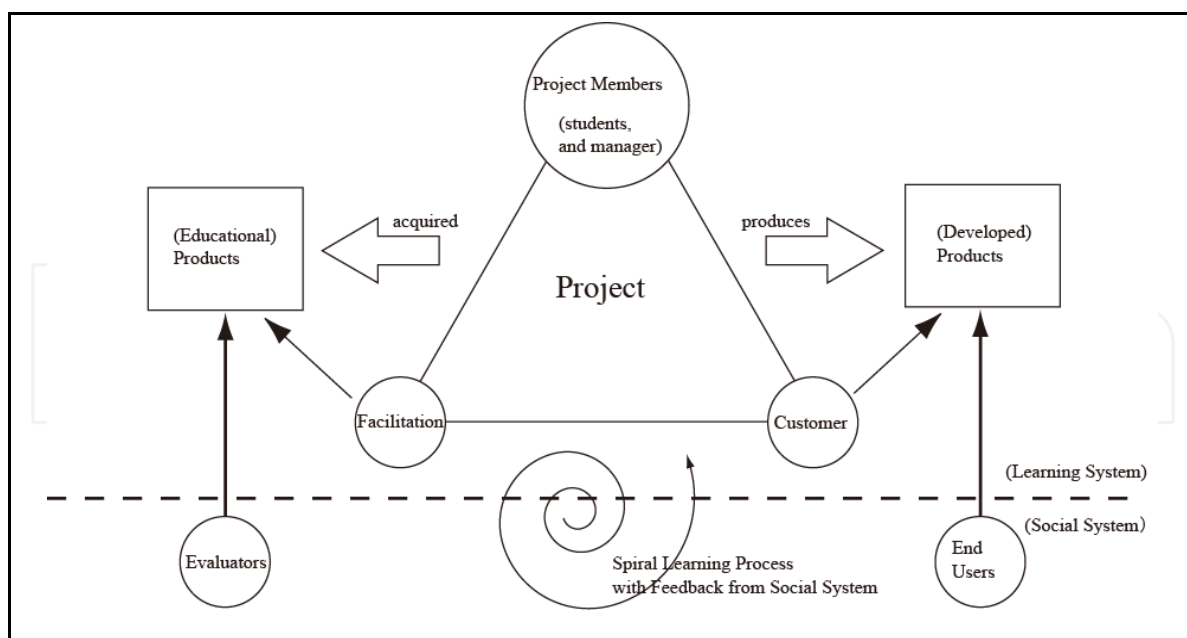 Project Members
(students,
and manager)
acquired
produces
(Educational)
Products
(Developed)
Products
Project
Facilitation
Customer
(Learning System)
(Social System)
Evaluators
End
Users
Spiral Learning Process
with Feedback from Social System